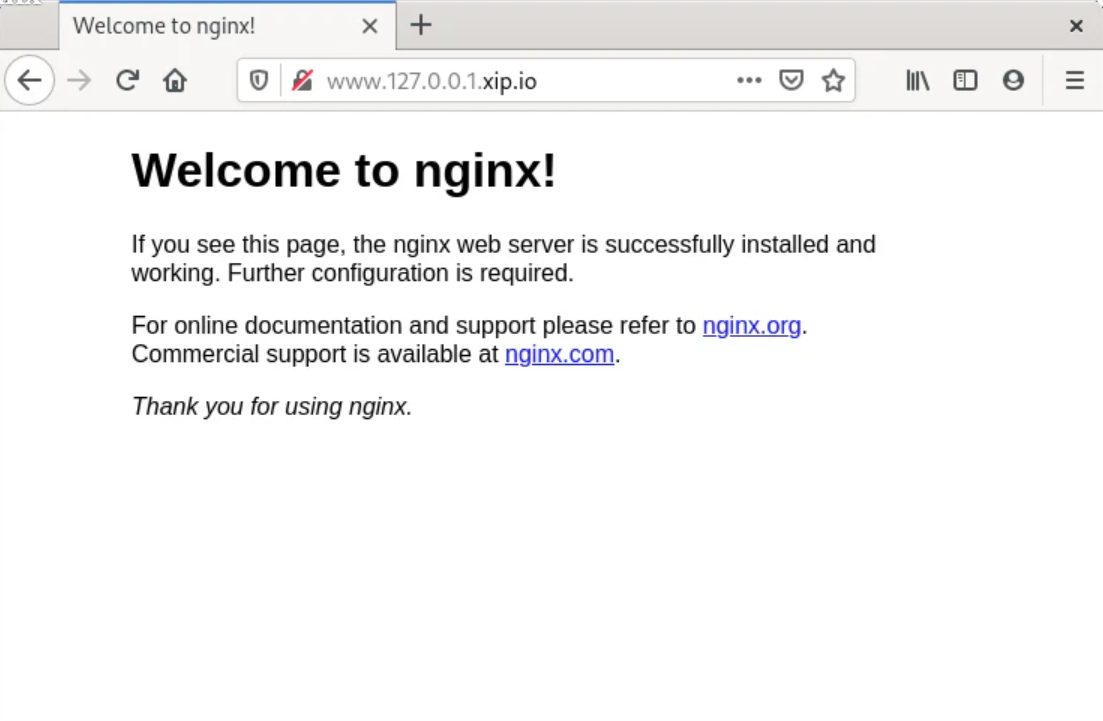 Welcome to nginx!
www.127.0.0.1.xip.io
Welcome to nginx!
If you see this page, the nginx web server is successfully installed and
working. Further configuration is required.
For online documentation and support please refer to nginx.org.
Commercial support is available at nginx.com.
Thank you for using nginx.